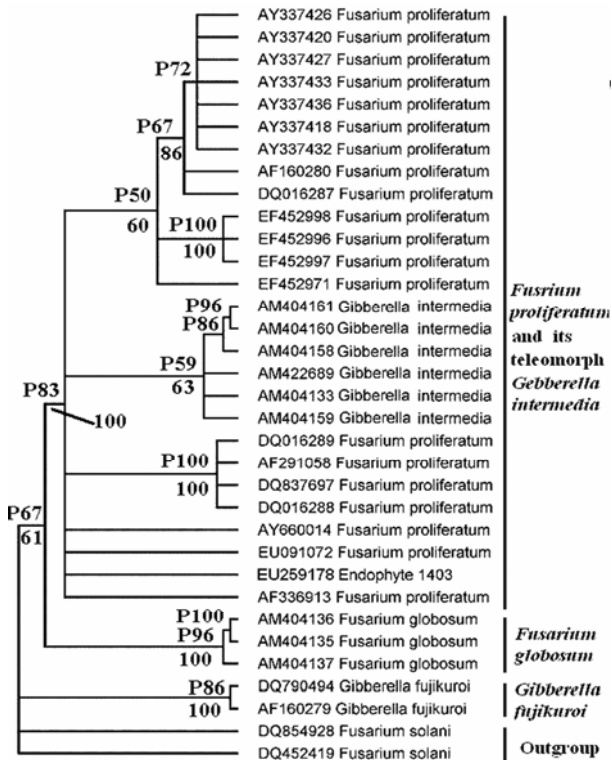 AY337426 Fusarium proliferatum
AY337420 Fusarium proliferatum
AY337427 Fusarium proliferatum
P72
AY337433 Fusarium proliferatum
AY337436 Fusarium proliferatum
AY337418 Fusarium proliferatum
P67
AY337432 Fusarium proliferatum
86
AF160280 Fusarium proliferatum
P50
DQ016287 Fusarium proliferatum
60
P100
EF452998 Fusarium proliferatum
100
EF452996 Fusarium proliferatum
EF452997 Fusarium proliferatum
EF452971 Fusarium proliferatum
P96
AM404161 Gibberella intermedia
P86
AM404160 Gibberella intermedia
AM404158 Gibberella intermedia
P59
AM422689 Gibberella intermedia
63
AM404133 Gibberella intermedia
AM404159 Gibberella intermedia
Fusrium
proliferatum
and its
teleomorph
Gebberella
intermedia
P83
100
DQ016289 Fusarium proliferatum
P100
AF291058 Fusarium proliferatum
100
DQ837697 Fusarium proliferatum
DQ016288 Fusarium proliferatum
P67
61
AY660014 Fusarium proliferatum
EU091072 Fusarium proliferatum
EU259178 Endophyte 1403
AF336913 Fusarium proliferatum
P100
AM404136 Fusarium globosum
P96
AM404135 Fusarium globosum
100
AM404137 Fusarium globosum
Fusarium
globosum
P86
DQ790494 Gibberella fujikuroi
100
AF160279 Gibberella fujikuroi
Gibberella
fujikuroi
DQ854928 Fusarium solani
DQ452419 Fusarium solani
Outgroup